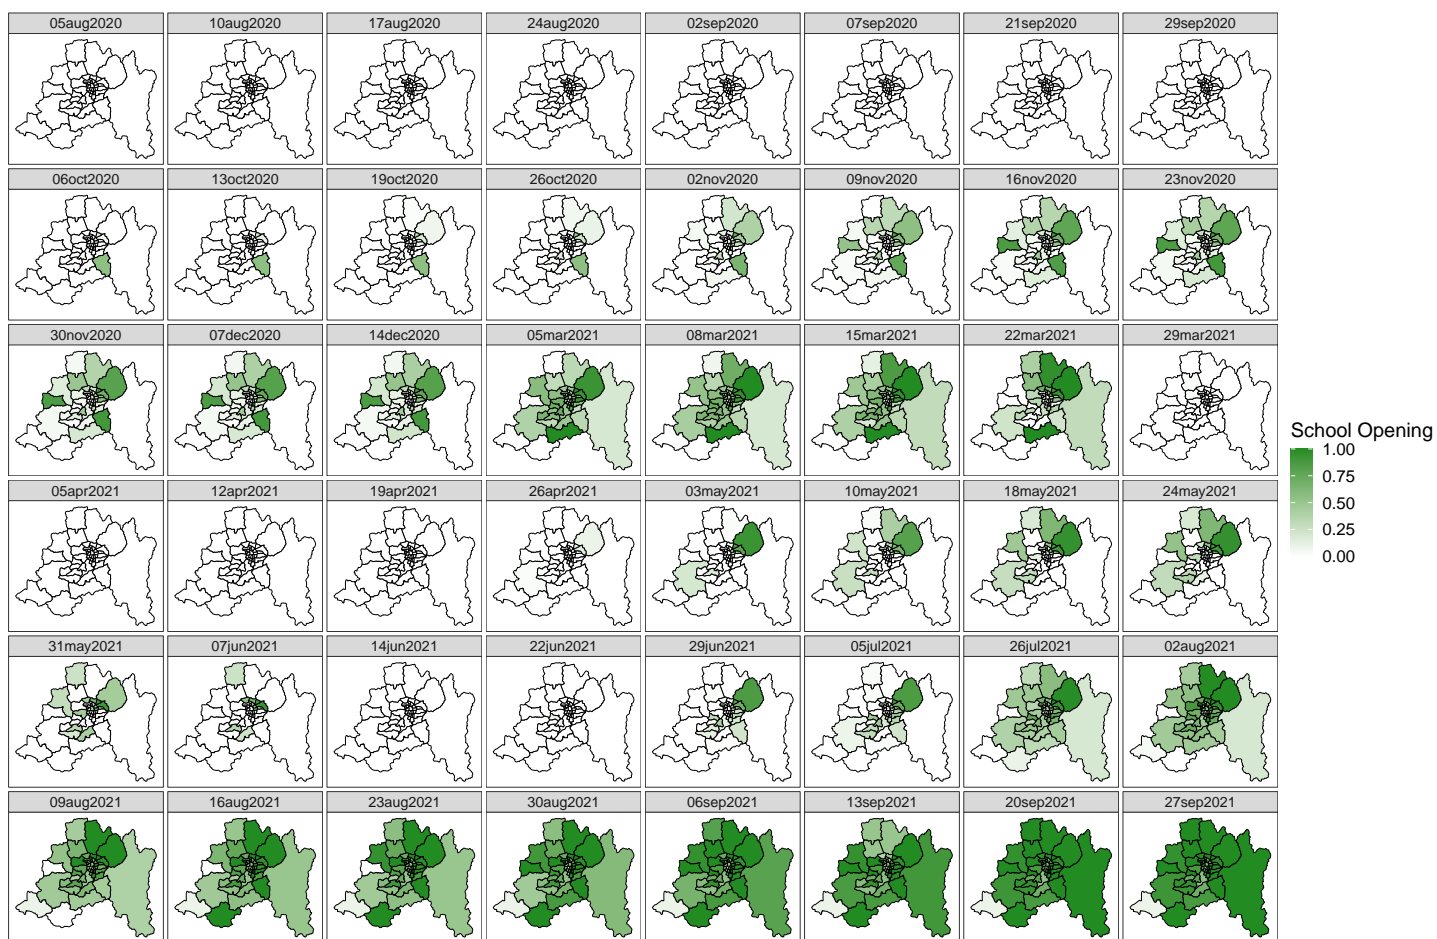 05aug2020 10aug2020 17aug2020 24aug2020 02sep2020 07sep2020 21sep2020 29sep2020
06oct2020 13oct2020 19oct2020 26oct2020 02nov2020 09nov2020 16nov2020 23nov2020
30nov2020 07dec2020 14dec2020 05mar2021 08mar2021 15mar2021 22mar2021 29mar2021
School Opening
1.00
0.75
0.50
0.25
0.00
05apr2021 12apr2021 19apr2021 26apr2021 03may2021 10may2021 18may2021 24may2021
31may2021 07jun2021 14jun2021 22jun2021 29jun2021 05jul2021 26jul2021 02aug2021
09aug2021 16aug2021 23aug2021 30aug2021 06sep2021 13sep2021 20sep2021 27sep2021